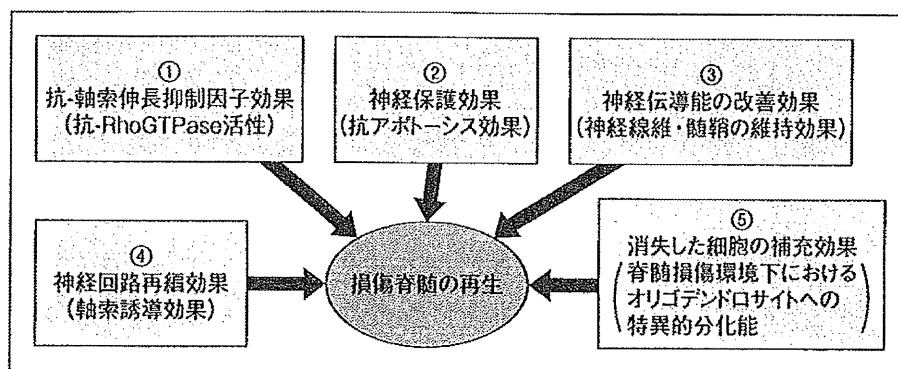 ①
抗-軸索伸長抑制因子効果
(抗-RhoGTPase活性)
②
神経保護効果
(抗アポトーシス効果)
③
神経伝導能の改善効果
(神経線維・髄鞘の維持効果)
④
神経回路再編効果
(軸索誘導効果)
損傷脊髄の再生
⑤
消失した細胞の補充効果
(脊髄損傷環境下における
オリゴデンドロサイトへの
特異的分化能)